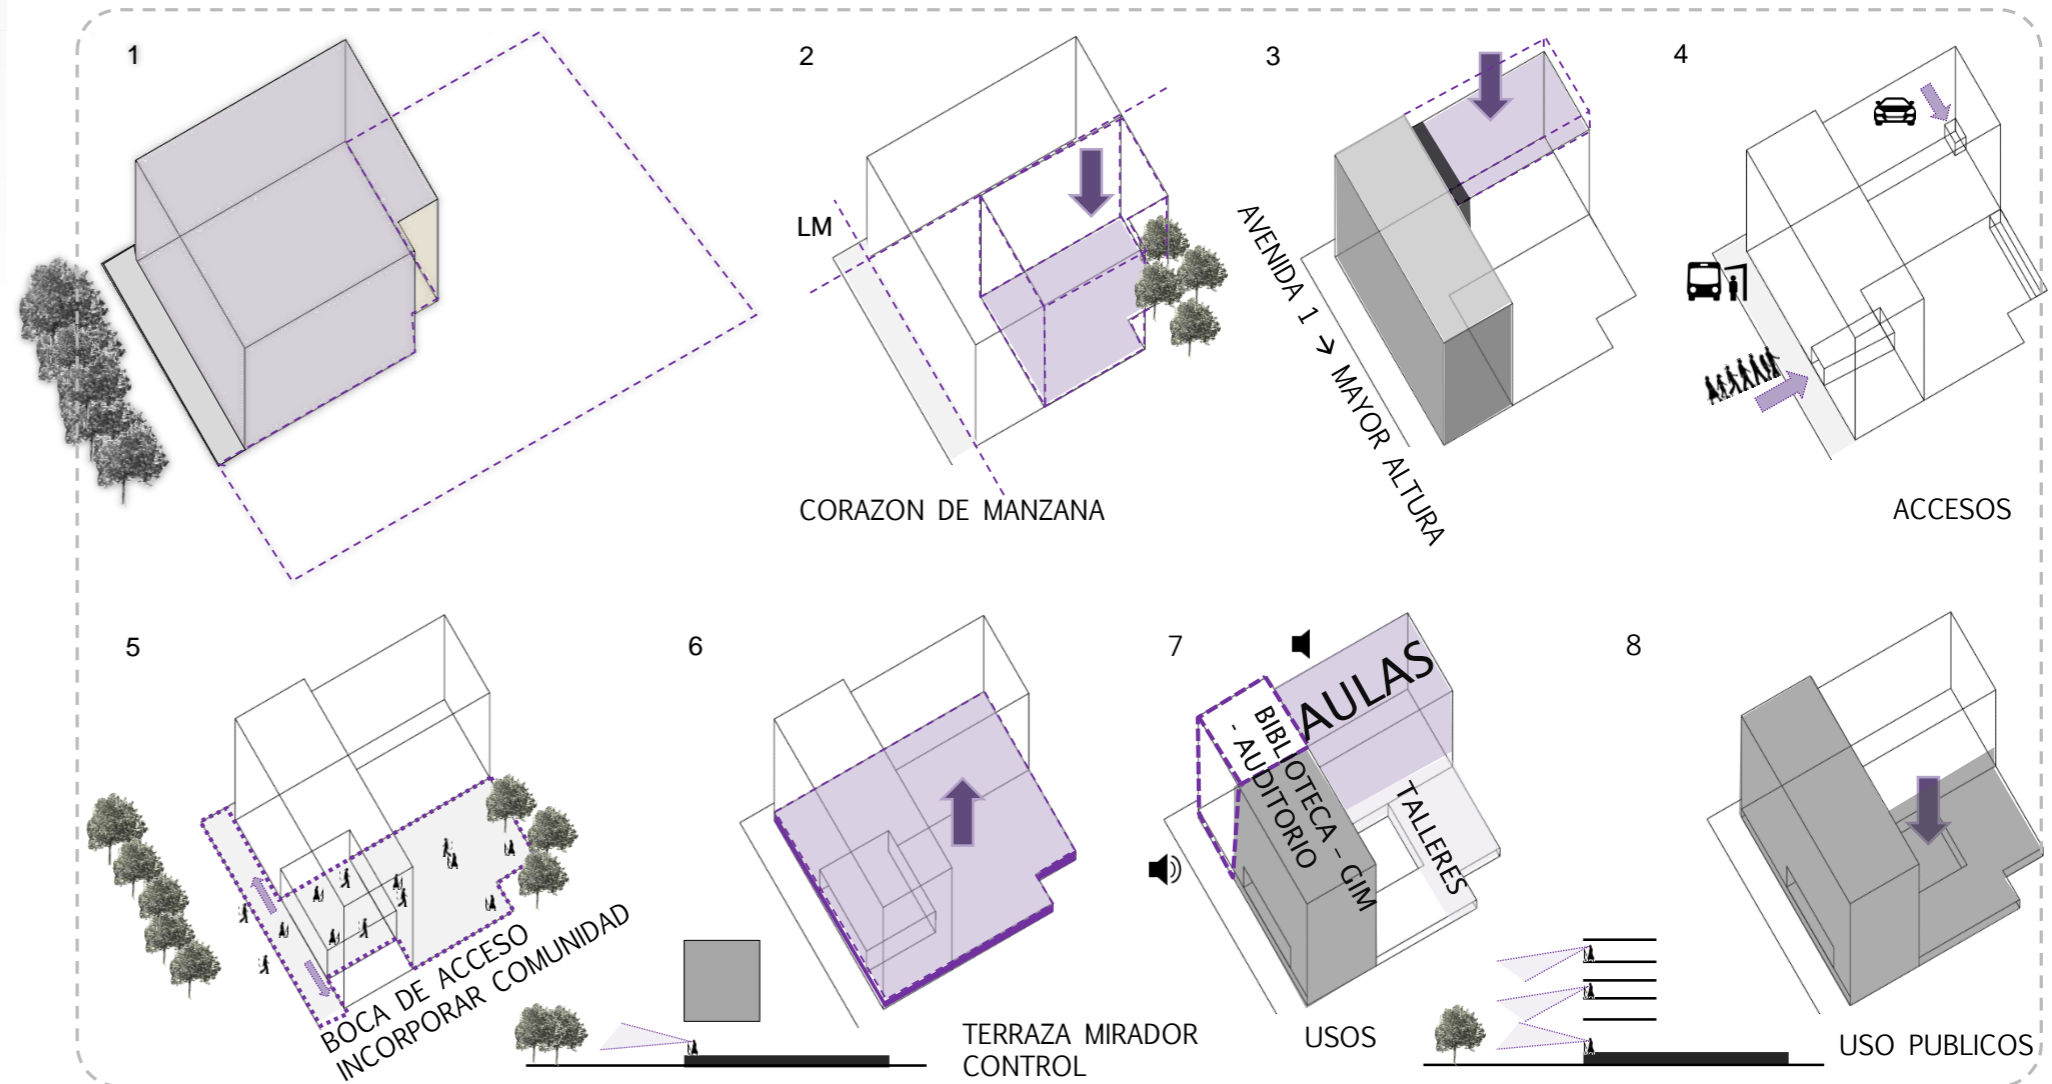 1
2
3
4
LM
AVENIDA 1 → MAYOR ALTURA
CORAZON DE MANZANA
ACCESOS
5
6
7
8
BOCA DE ACCESO
INCORPORAR COMUNIDAD
TERRAZA MIRADOR
CONTROL
AULAS
BIBLIOTECA - GIM
- AUDITORIO
TALLERES
USOS
USO PUBLICOS